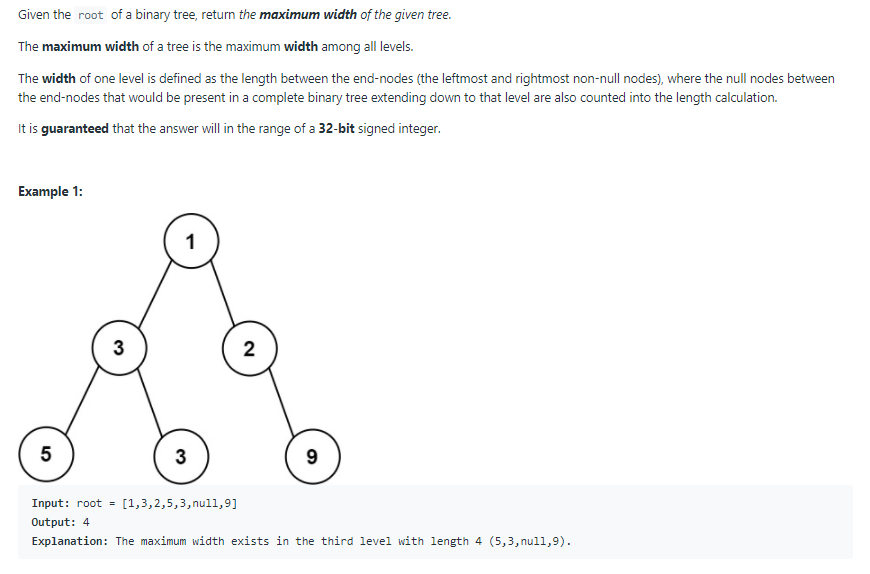 Given the root of a binary tree, return the maximum width of the given tree.
The maximum width of a tree is the maximum width among all levels.
The width of one level is defined as the length between the end-nodes (the leftmost and rightmost non-null nodes), where the null nodes between
the end-nodes that would be present in a complete binary tree extending down to that level are also counted into the length calculation.
It is guaranteed that the answer will in the range of a 32-bit signed integer.
Example 1:
1
3 2
5 3 9
Input: root = [1,3,2,5,3,null,9]
Output: 4
Explanation: The maximum width exists in the third level with length 4 (5,3,null,9).